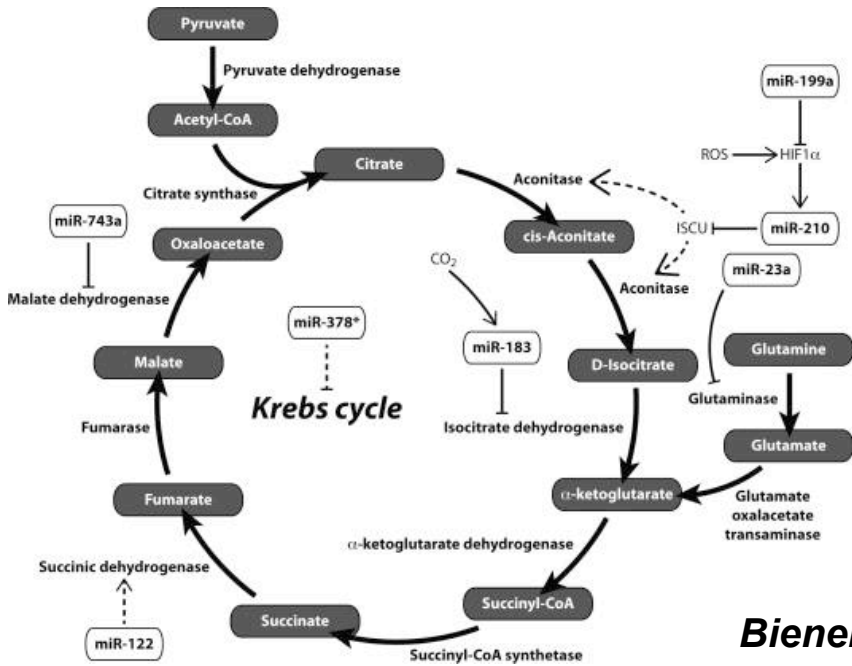 Pyruvate
Pyruvate dehydrogenase
miR-199a
Acetyl-CoA
Citrate
ROS
HIF1α
Aconitase
Citrate synthase
miR-743a
miR-210
ISCU
Oxaloacetate
cis-Aconitate
CO2
miR-23a
Aconitase
Malate dehydrogenase
miR-378*
miR-183
Glutamine
Malate
D-Isocitrate
Glutaminase
Krebs cycle
Isocitrate dehydrogenase
Fumarase
Glutamate
Fumarate
α-ketoglutarate
Glutamate
oxalacetate
transaminase
α-ketoglutarate dehydrogenase
Succinic dehydrogenase
Succinyl-CoA
Succinate
miR-122
Succinyl-CoA synthetase